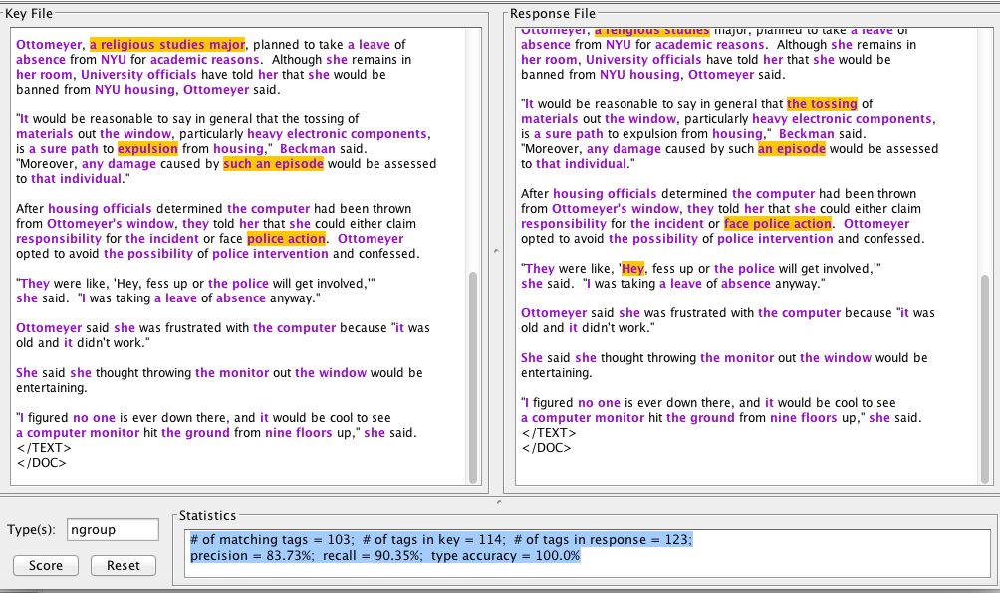 Key File
Ottomeyer, a religious studies major, planned to take a leave of
absence from NYU for academic reasons.  Although she remains in
her room, University officials have told her that she would be
banned from NYU housing, Ottomeyer said.
"It would be reasonable to say in general that the tossing of
materials out the window, particularly heavy electronic components,
is a sure path to expulsion from housing,"  Beckman said.
"Moreover, any damage caused by such an episode would be assessed
to that individual."
After housing officials determined the computer had been thrown
from Ottomeyer's window, they told her that she could either claim
responsibility for the incident or face police action.  Ottomeyer
opted to avoid the possibility of police intervention and confessed.
"They were like, 'Hey, fess up or the police will get involved,'"
she said.  "I was taking a leave of absence anyway."
Ottomeyer said she was frustrated with the computer because "it was
old and it didn't work."
She said she thought throwing the monitor out the window would be
entertaining.
"I figured no one is ever down there, and it would be cool to see
a computer monitor hit the ground from nine floors up," she said.
</TEXT>
</DOC>
Response File
Ottomeyer, a religious studies major, planned to take a leave of
absence from NYU for academic reasons.  Although she remains in
her room, University officials have told her that she would be
banned from NYU housing, Ottomeyer said.
"It would be reasonable to say in general that the tossing of
materials out the window, particularly heavy electronic components,
is a sure path to expulsion from housing,"  Beckman said.
"Moreover, any damage caused by such an episode would be assessed
to that individual."
After housing officials determined the computer had been thrown
from Ottomeyer's window, they told her that she could either claim
responsibility for the incident or face police action.  Ottomeyer
opted to avoid the possibility of police intervention and confessed.
"They were like, 'Hey, fess up or the police will get involved,'"
she said.  "I was taking a leave of absence anyway."
Ottomeyer said she was frustrated with the computer because "it was
old and it didn't work."
She said she thought throwing the monitor out the window would be
entertaining.
"I figured no one is ever down there, and it would be cool to see
a computer monitor hit the ground from nine floors up," she said.
</TEXT>
</DOC>
Type(s): ngroup
Score Reset
Statistics
# of matching tags = 103;  # of tags in key = 114;  # of tags in response = 123;
precision = 83.73%;  recall = 90.35%;  type accuracy = 100.0%